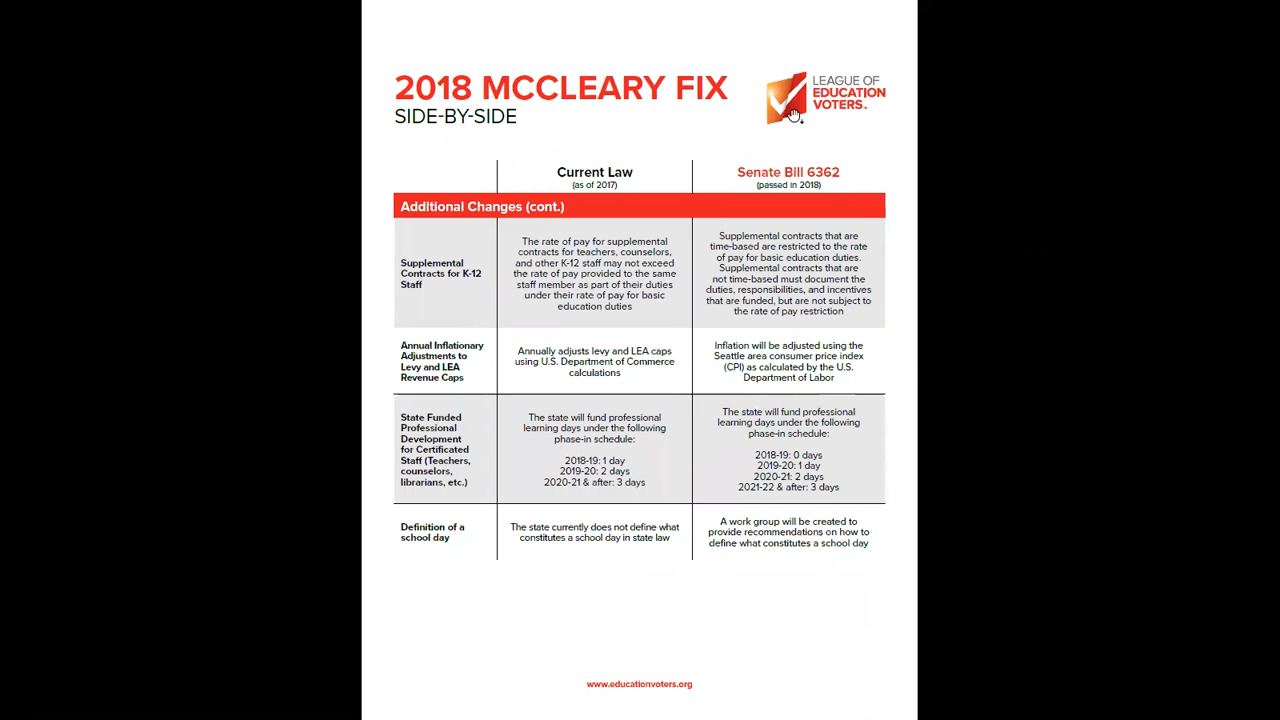 2018 MCCLEARY FIX
SIDE-BY-SIDE
LEAGUE OF
EDUCATION
VOTERS
Current Law
(as of 2017)
Senate Bill 6362
(passed in 2018)
Additional Changes (cont.)
Supplemental
Contracts for K-12
Staff
The rate of pay for supplemental
contracts for teachers, counselors,
and other K-12 staff may not exceed
the rate of pay provided to the same
staff member as part of their duties
under their rate of pay for basic
education duties
Supplemental contracts that are
time-based are restricted to the rate
of pay for basic education duties.
Supplemental contracts that are
not time-based must document the
duties, responsibilities, and incentives
that are funded, but are not subject to
the rate of pay restriction
Annual Inflationary
Adjustments to
Levy and LEA
Revenue Caps
Annually adjusts levy and LEA caps
using U.S. Department of Commerce
calculations
Inflation will be adjusted using the
Seattle area consumer price index
(CPI) as calculated by the U.S.
Department of Labor
State Funded
Professional
Development
for Certificated
Staff (Teachers,
counselors,
librarians, etc.)
The state will fund professional
learning days under the following
phase-in schedule:
2018-19: 1 day
2019-20: 2 days
2020-21 & after: 3 days
The state will fund professional
learning days under the following
phase-in schedule:
2018-19: 0 days
2019-20: 1 day
2020-21: 2 days
2021-22 & after: 3 days
Definition of a
school day
The state currently does not define what
constitutes a school day in state law
A work group will be created to
provide recommendations on how to
define what constitutes a school day
www.educationvoters.org